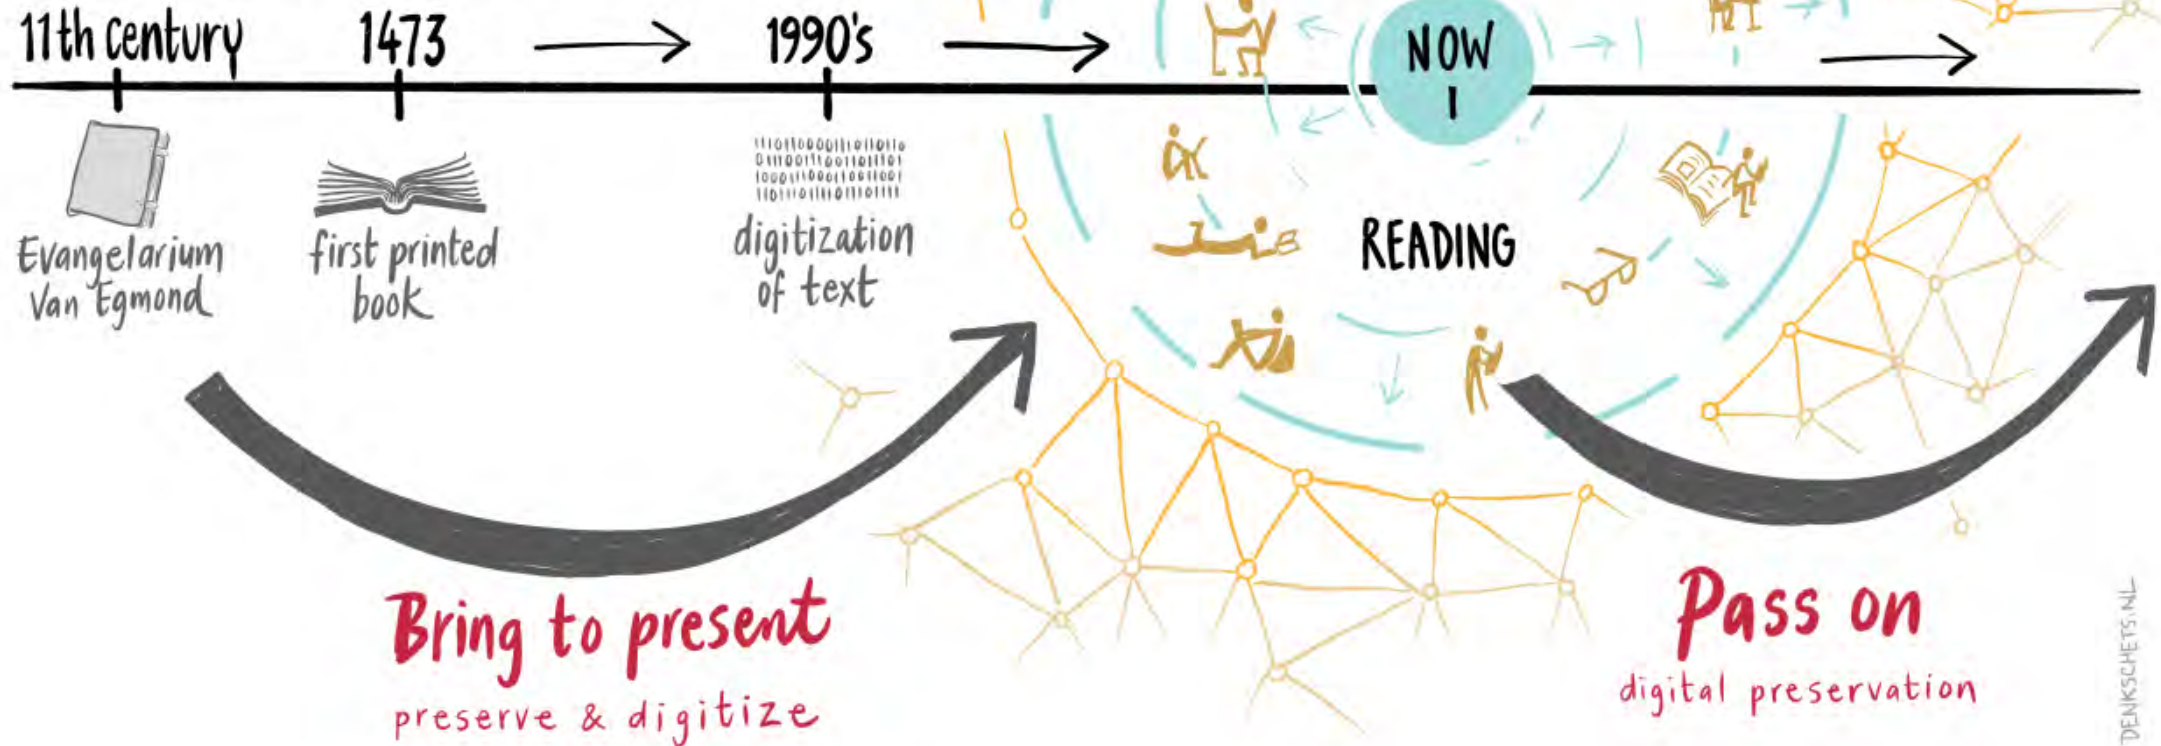 11th century
1473
1990's
NOW
Evangelarium
Van Egmond
first printed
book
digitization
of text
READING
Bring to present
preserve & digitize
Pass on
digital preservation
DENKSCHETS.NL